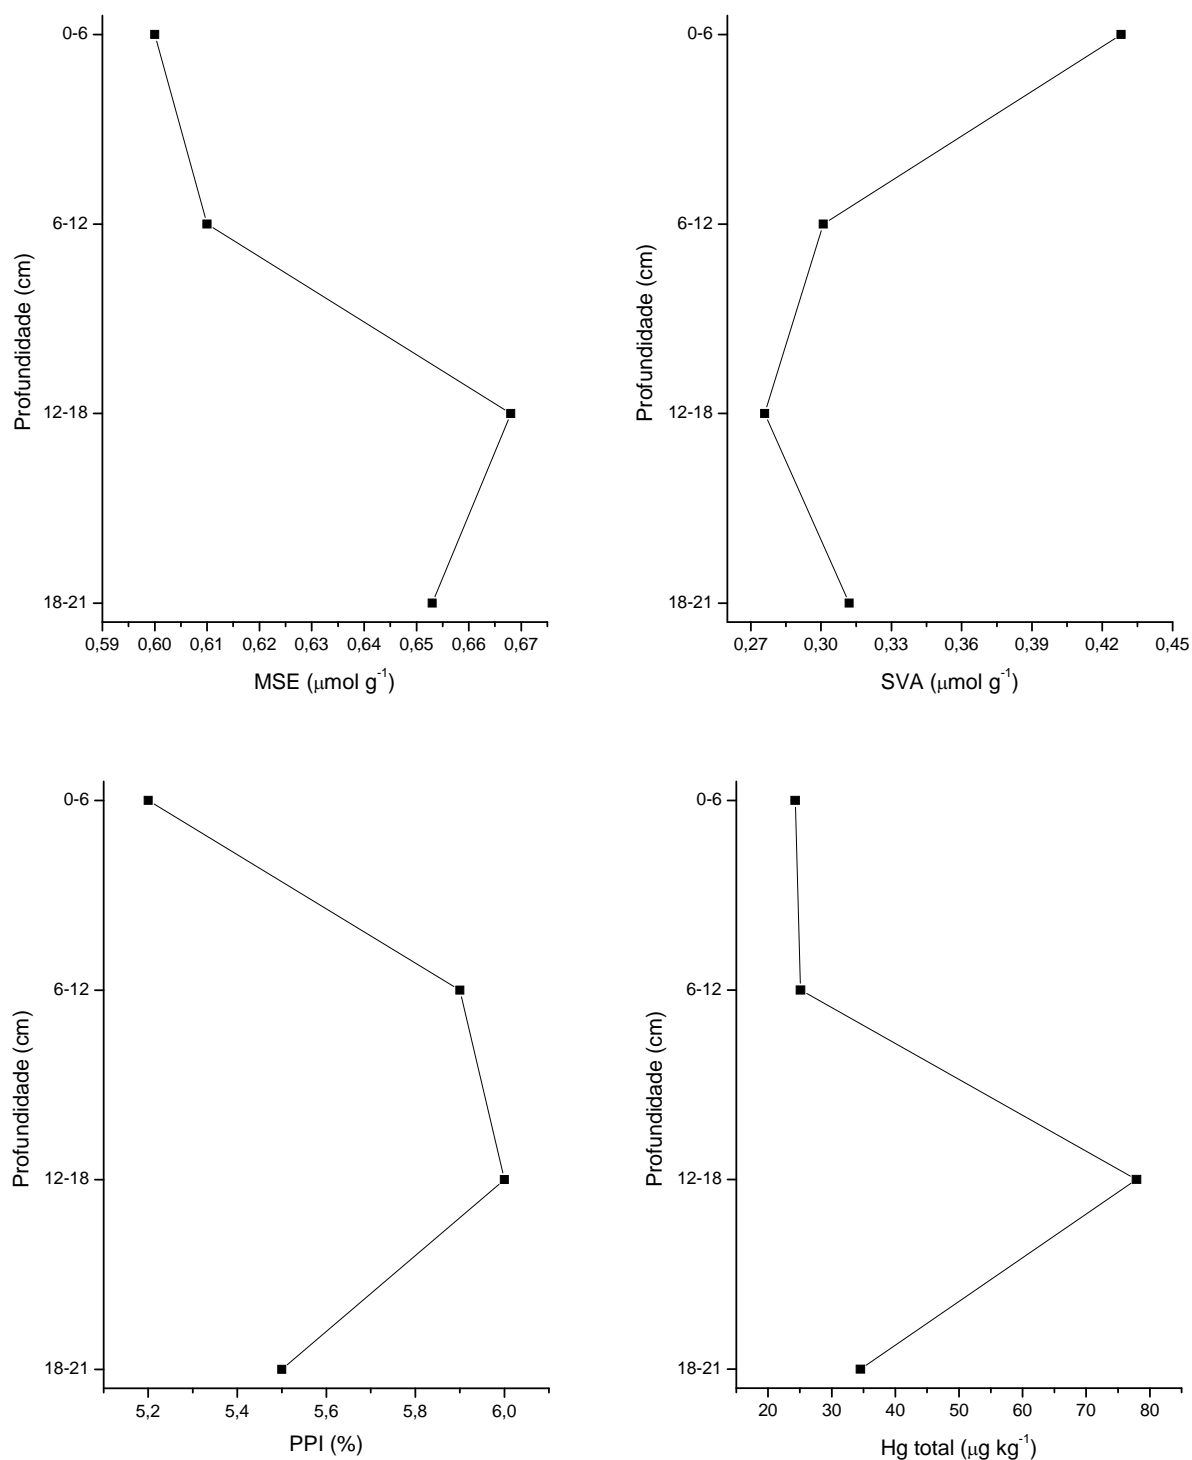 0-6
6-12
12-18
18-21
Profundidade (cm)
0,59 0,60 0,61 0,62 0,63 0,64 0,65 0,66 0,67
MSE (μmol g⁻¹)
0-6
6-12
12-18
18-21
Profundidade (cm)
0,27 0,30 0,33 0,36 0,39 0,42 0,45
SVA (μmol g⁻¹)
0-6
6-12
12-18
18-21
Profundidade (cm)
5,2 5,4 5,6 5,8 6,0
PPI (%)
0-6
6-12
12-18
18-21
Profundidade (cm)
20 30 40 50 60 70 80
Hg total (μg kg⁻¹)